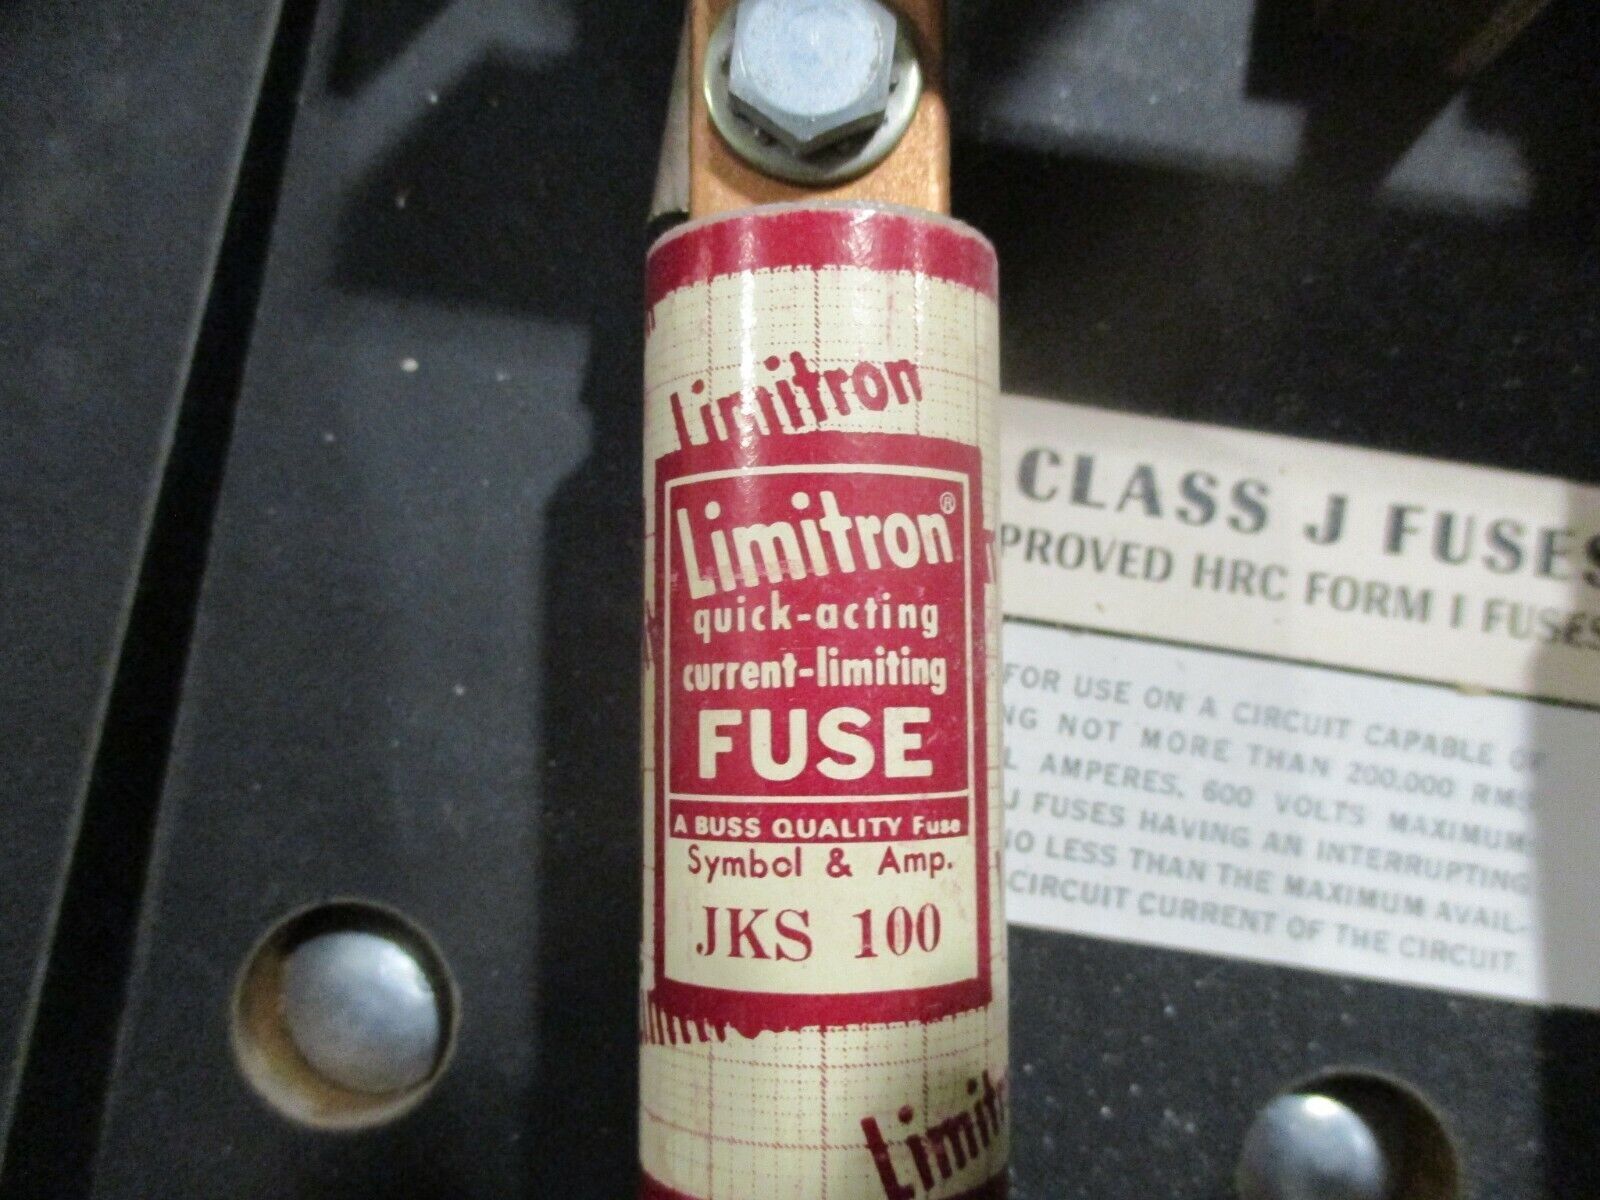 Limitron
Limitron®
quick-acting
current-limiting
FUSE
A BUSS QUALITY Fuse
Symbol & Amp.
JKS 100
Limit
CLASS J FUSES
PROVED HRC FORM I FUSES
FOR USE ON A CIRCUIT CAPABLE OF
NG NOT MORE THAN 200,000 RMS
L AMPERES, 600 VOLTS MAXIMUM.
J FUSES HAVING AN INTERRUPTING
NO LESS THAN THE MAXIMUM AVAIL-
-CIRCUIT CURRENT OF THE CIRCUIT.